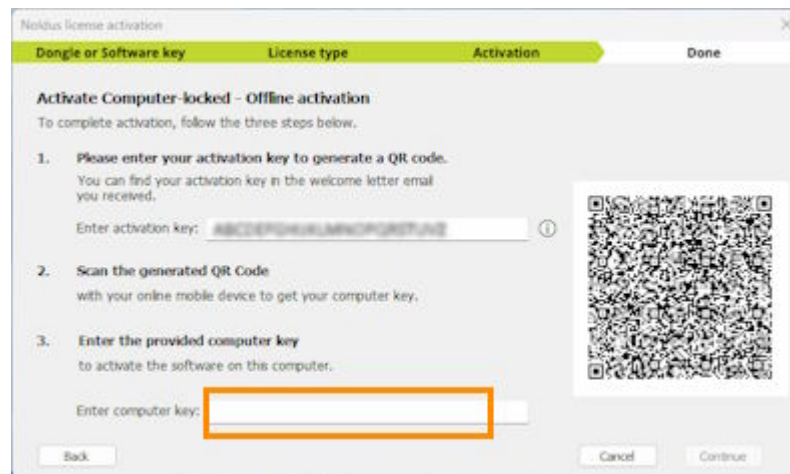 Noldus license activation
Dongle or Software key License type Activation Done
Activate Computer-locked - Offline activation
To complete activation, follow the three steps below.
1. Please enter your activation key to generate a QR code.
You can find your activation key in the welcome letter email
you received.
Enter activation key:
2. Scan the generated QR Code
with your online mobile device to get your computer key.
3. Enter the provided computer key
to activate the software on this computer.
Enter computer key:
Back Cancel Continue